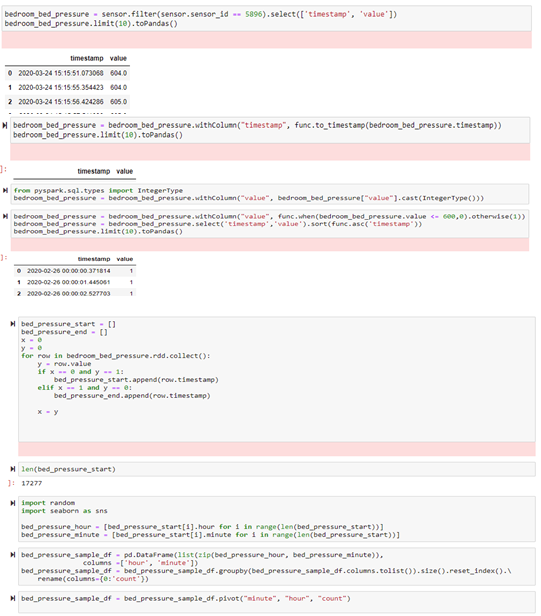 bedroom_bed_pressure = sensor.filter(sensor.sensor_id == 5896).select(['timestamp', 'value'])
bedroom_bed_pressure.limit(10).toPandas()
timestamp value
0 2020-03-24 15:15:51.073068 604.0
1 2020-03-24 15:15:55.354423 604.0
2 2020-03-24 15:15:56.424286 605.0
bedroom_bed_pressure = bedroom_bed_pressure.withColumn("timestamp", func.to_timestamp(bedroom_bed_pressure.timestamp))
bedroom_bed_pressure.limit(10).toPandas()
]:
timestamp value
from pyspark.sql.types import IntegerType
bedroom_bed_pressure = bedroom_bed_pressure.withColumn("value", bedroom_bed_pressure["value"].cast(IntegerType()))
bedroom_bed_pressure = bedroom_bed_pressure.withColumn("value", func.when(bedroom_bed_pressure.value <= 600,0).otherwise(1))
bedroom_bed_pressure = bedroom_bed_pressure.select('timestamp','value').sort(func.asc('timestamp'))
bedroom_bed_pressure.limit(10).toPandas()
]:
timestamp value
0 2020-02-26 00:00:00.371814 1
1 2020-02-26 00:00:01.445061 1
2 2020-02-26 00:00:02.527703 1
bed_pressure_start = []
bed_pressure_end = []
x = 0
y = 0
for row in bedroom_bed_pressure.rdd.collect():
y = row.value
if x == 0 and y == 1:
bed_pressure_start.append(row.timestamp)
elif x == 1 and y == 0:
bed_pressure_end.append(row.timestamp)
x = y
len(bed_pressure_start)
]: 17277
import random
import seaborn as sns
bed_pressure_hour = [bed_pressure_start[i].hour for i in range(len(bed_pressure_start))]
bed_pressure_minute = [bed_pressure_start[i].minute for i in range(len(bed_pressure_start))]
bed_pressure_sample_df = pd.DataFrame(list(zip(bed_pressure_hour, bed_pressure_minute)),
columns =['hour', 'minute'])
bed_pressure_sample_df = bed_pressure_sample_df.groupby(bed_pressure_sample_df.columns.tolist()).size().reset_index().\
rename(columns={0:'count'})
bed_pressure_sample_df = bed_pressure_sample_df.pivot("minute", "hour", "count")